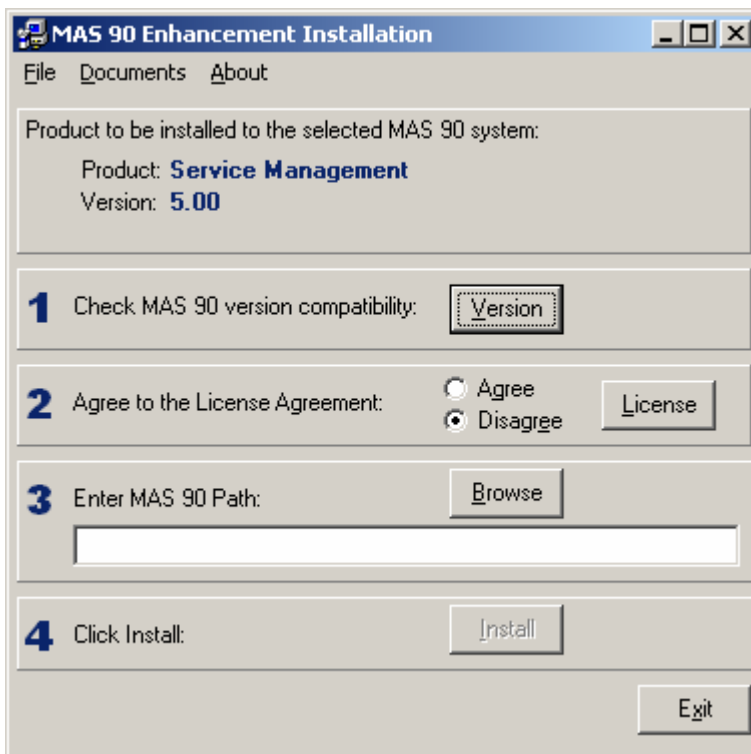 MAS 90 Enhancement Installation
File Documents About
Product to be installed to the selected MAS 90 system:
Product: Service Management
Version: 5.00
1 Check MAS 90 version compatibility: Version
2 Agree to the License Agreement: Agree
Disagree
License
3 Enter MAS 90 Path: Browse
4 Click Install: Install
Exit